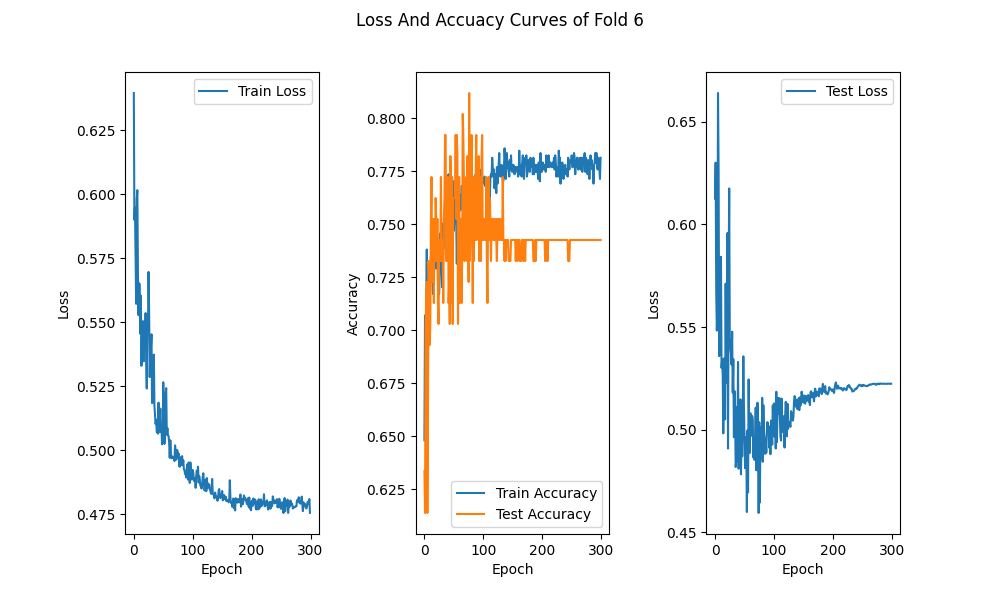 Loss And Accuacy Curves of Fold 6
Train Loss
0.625
0.600
0.575
0.550
0.525
0.500
0.475
Loss
0 100 200 300
Epoch
0.800
0.775
0.750
0.725
0.700
0.675
0.650
0.625
Accuracy
Train Accuracy
Test Accuracy
0 100 200 300
Epoch
Test Loss
0.65
0.60
0.55
0.50
0.45
Loss
0 100 200 300
Epoch